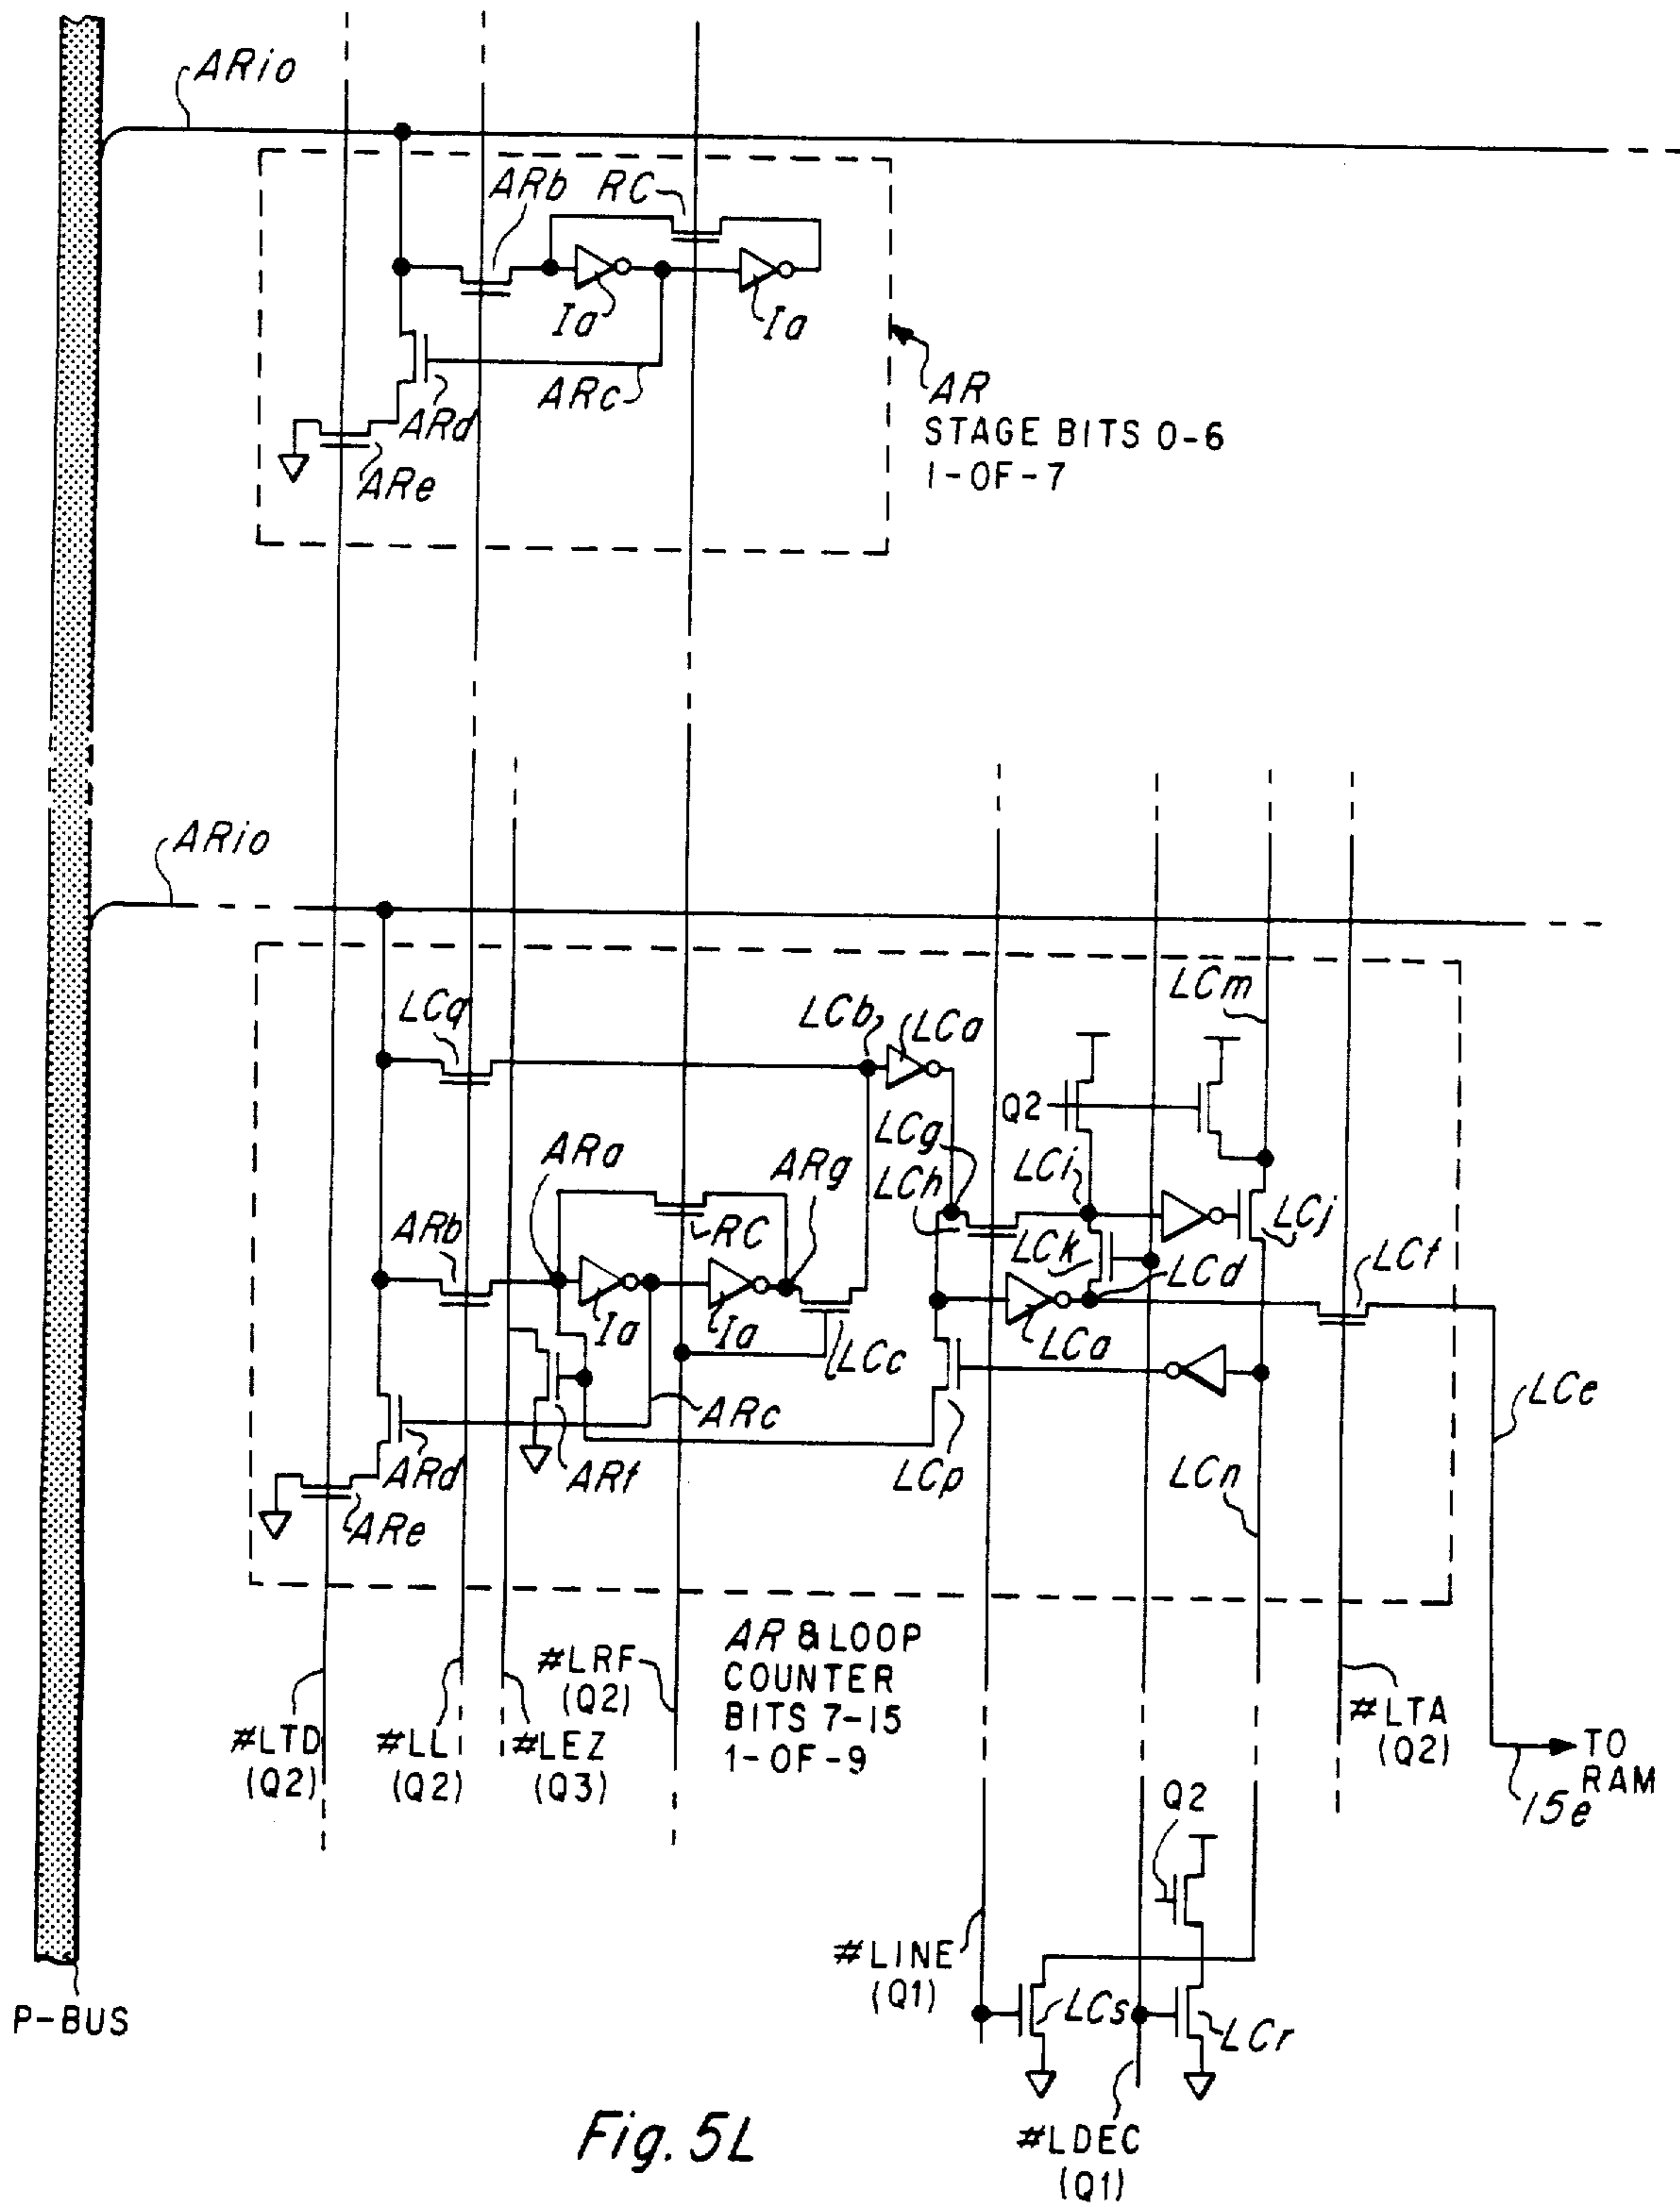 ARio
ARb RC
Ia
Ia
ARc
ARd
ARe
AR
STAGE BITS 0-6
1-OF-7
ARio
LCq
LCb
LCa
LCm
Q2
LCg
ARa
ARg
LCh
LCi
LCj
ARb
RC
LCk
LCd
LCf
Ia
Ia
LCc
LCa
LCe
ARc
ARd
ARf
LCp
LCn
ARe
AR & LOOP
COUNTER
BITS 7-15
1-OF-9
#LRF
(Q2)
#LTD
(Q2)
#LL
(Q2)
#LEZ
(Q3)
#LTA
(Q2)
TO
RAM
15e
Q2
#LINE
(Q1)
LCs
LCr
P-BUS
#LDEC
(Q1)
Fig. 5L